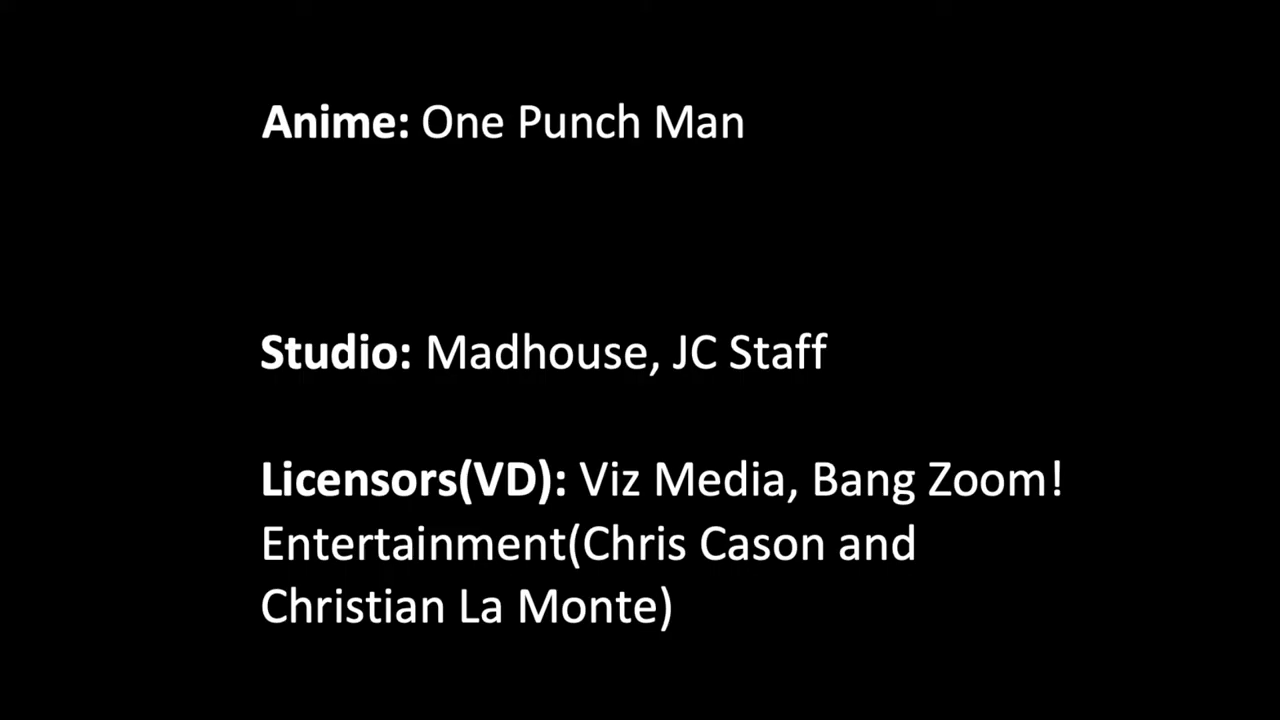 Anime: One Punch Man
Studio: Madhouse, JC Staff
Licensors(VD): Viz Media, Bang Zoom!
Entertainment(Chris Cason and
Christian La Monte)